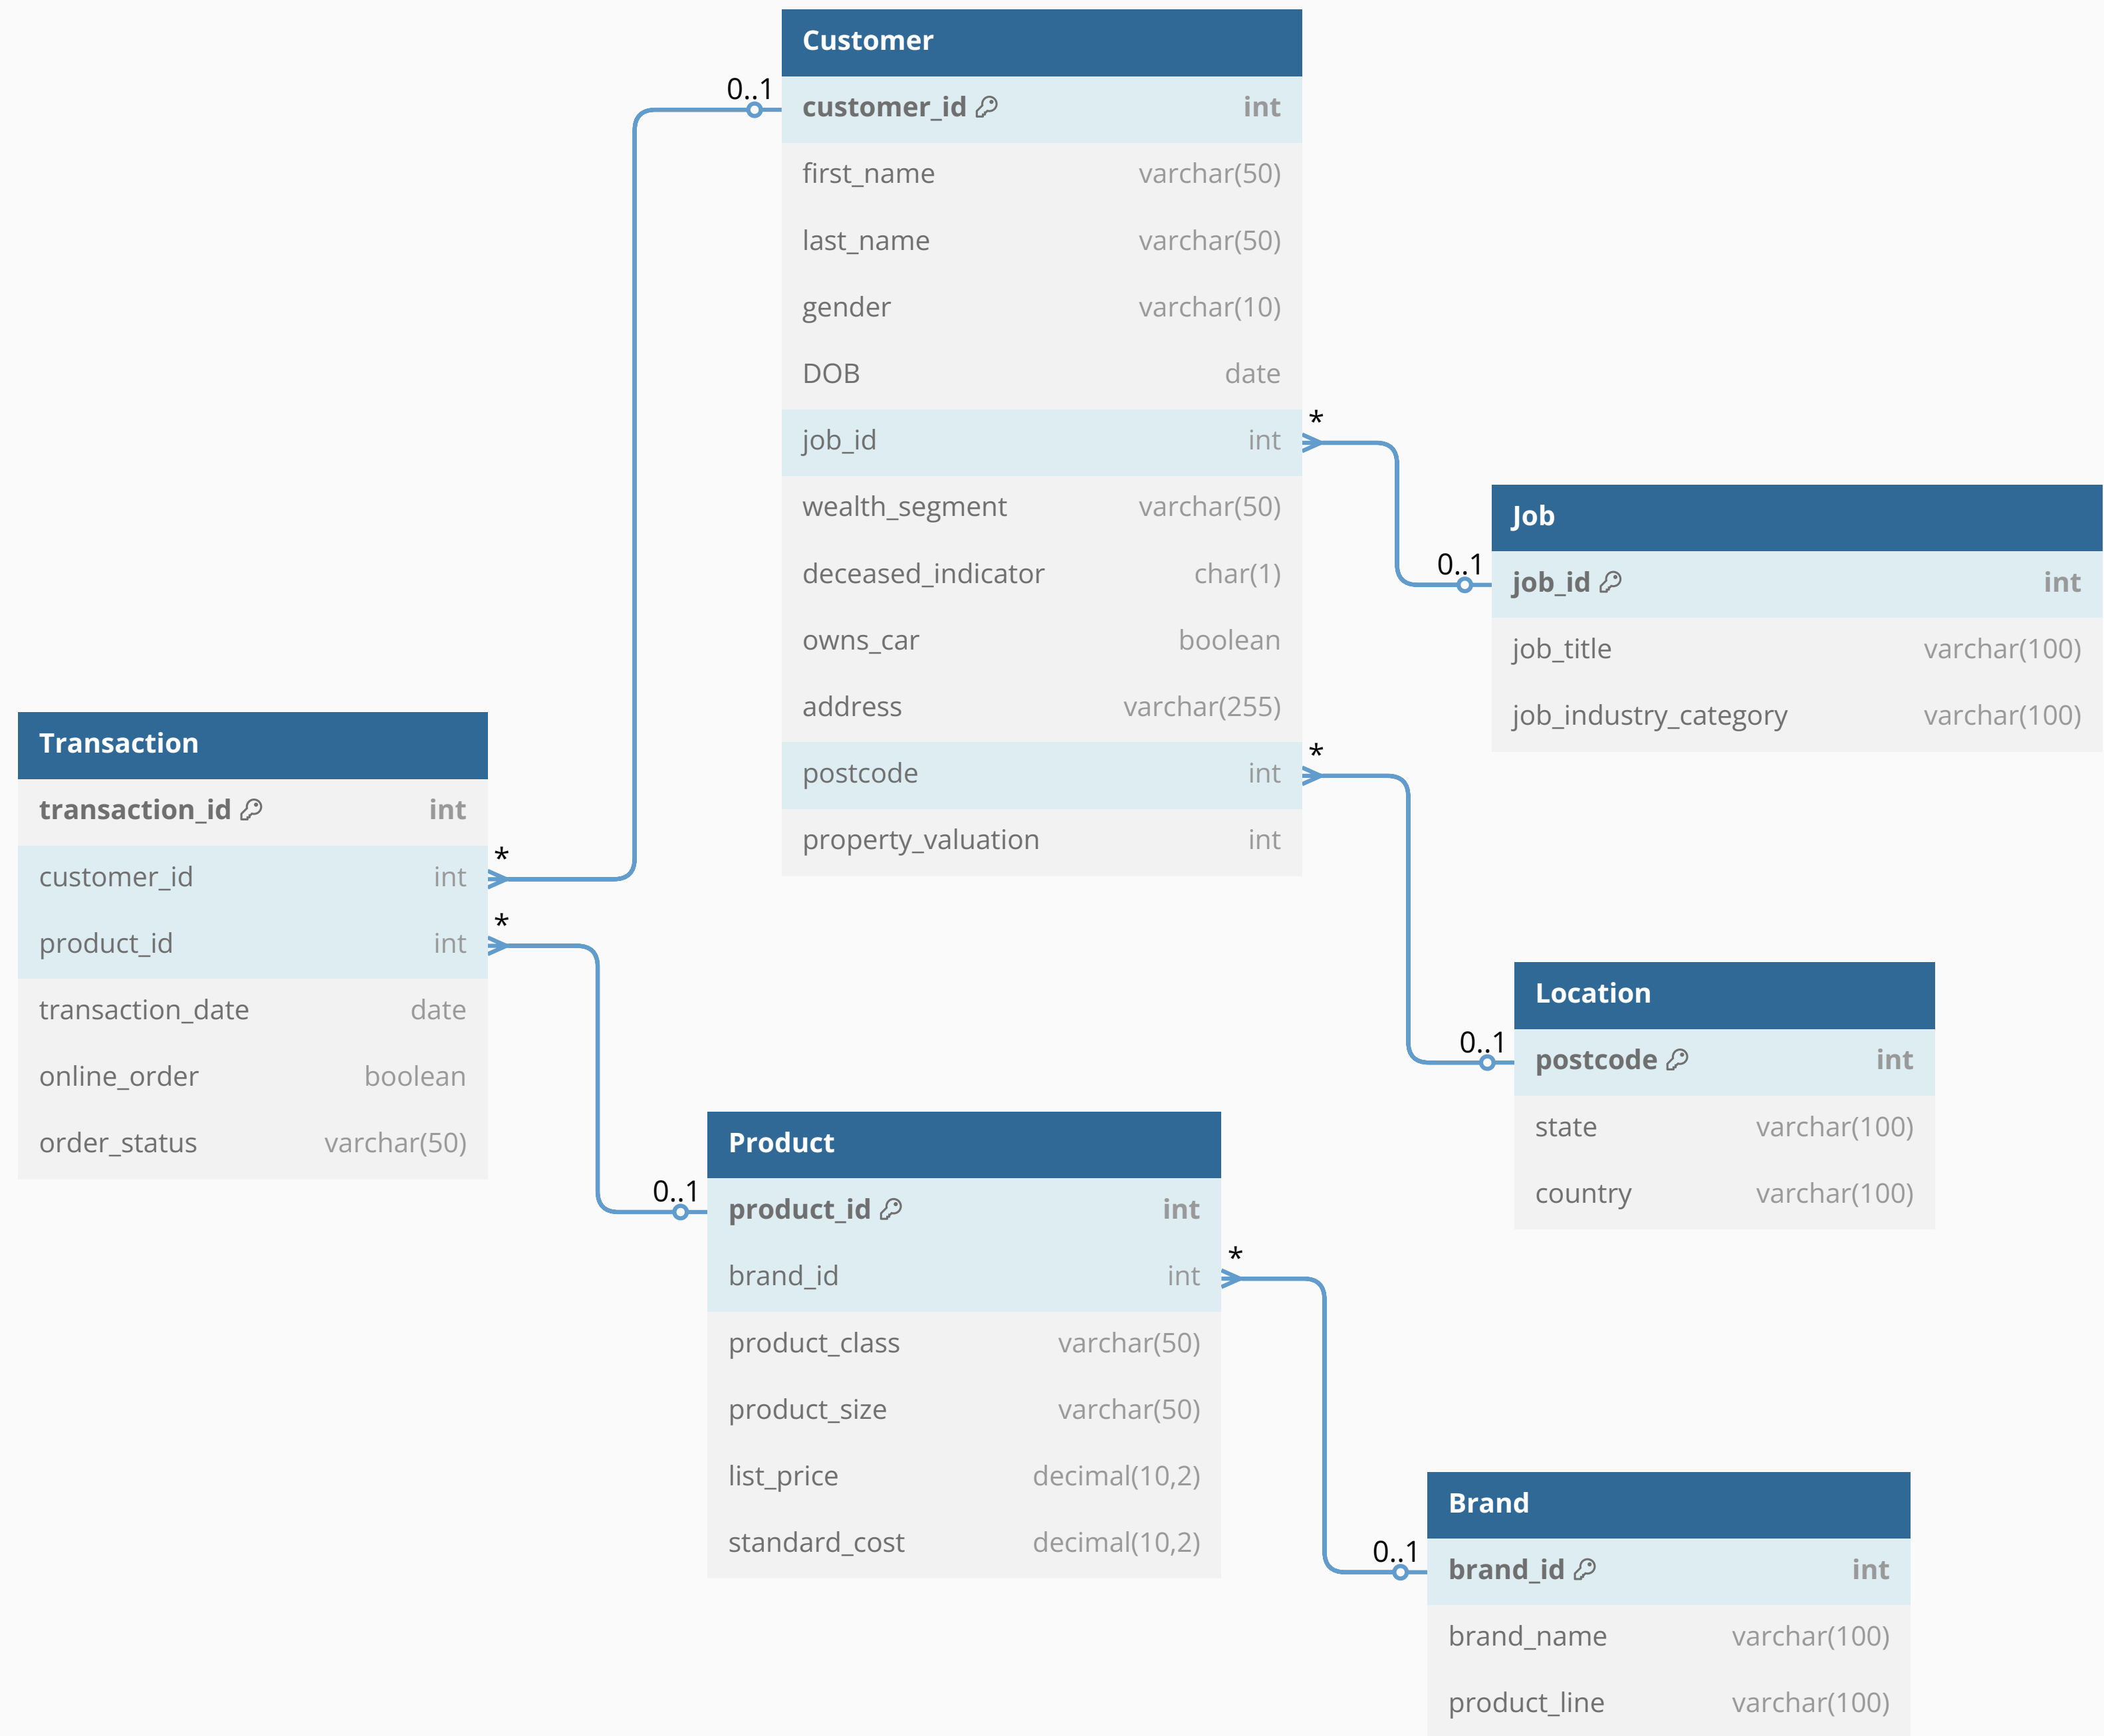 Customer
0..1
customer_id int
first_name varchar(50)
last_name varchar(50)
gender varchar(10)
DOB date
*
job_id int
wealth_segment varchar(50)
deceased_indicator char(1)
owns_car boolean
address varchar(255)
*
postcode int
property_valuation int
Job
0..1
job_id int
job_title varchar(100)
job_industry_category varchar(100)
Transaction
transaction_id int
*
customer_id int
*
product_id int
transaction_date date
online_order boolean
order_status varchar(50)
Location
0..1
postcode int
state varchar(100)
country varchar(100)
Product
0..1
product_id int
*
brand_id int
product_class varchar(50)
product_size varchar(50)
list_price decimal(10,2)
standard_cost decimal(10,2)
Brand
0..1
brand_id int
brand_name varchar(100)
product_line varchar(100)